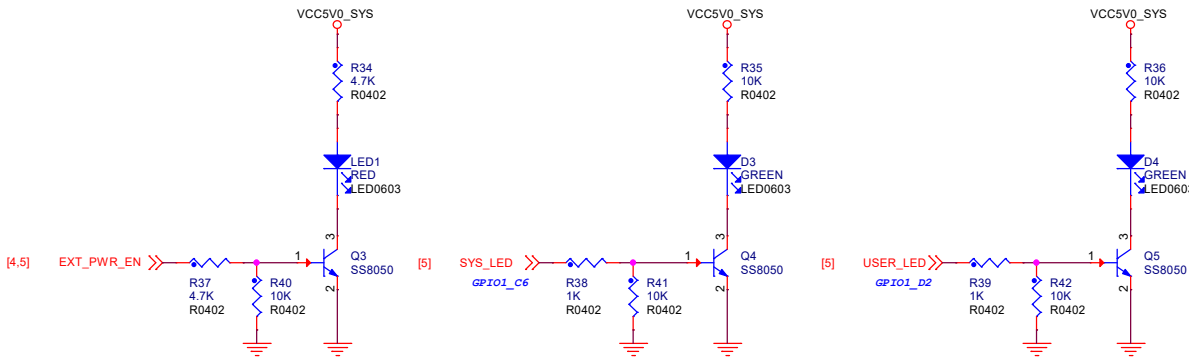 VCC5V0_SYS
R34
4.7K
R0402
LED1
RED
LED0603
3
[4,5] EXT_PWR_EN
1
Q3
SS8050
2
R37
4.7K
R0402
R40
10K
R0402
VCC5V0_SYS
R35
10K
R0402
D3
GREEN
LED0603
3
[5] SYS_LED
GPIO1_C6
1
Q4
SS8050
2
R38
1K
R0402
R41
10K
R0402
VCC5V0_SYS
R36
10K
R0402
D4
GREEN
LED0603
3
[5] USER_LED
GPIO1_D2
1
Q5
SS8050
2
R39
1K
R0402
R42
10K
R0402